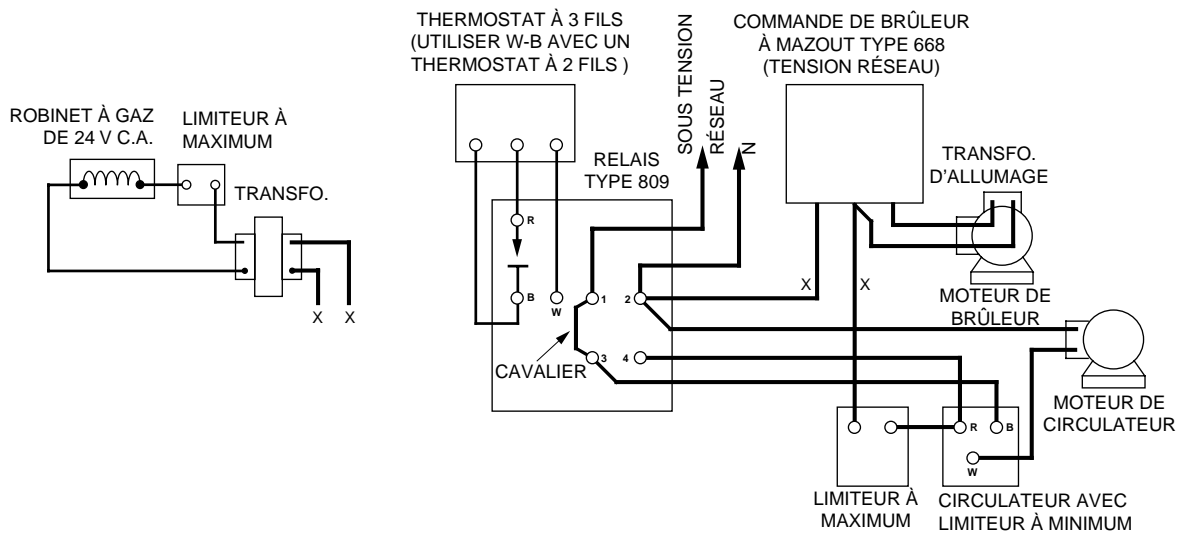 THERMOSTAT À 3 FILS
(UTILISER W-B AVEC UN
THERMOSTAT À 2 FILS )
COMMANDE DE BRÛLEUR
À MAZOUT TYPE 668
(TENSION RÉSEAU)
SOUS TENSION
RÉSEAU
N
ROBINET À GAZ
DE 24 V C.A.
LIMITEUR À
MAXIMUM
TRANSFO.
X X
RELAIS
TYPE 809
R
B
W
1
2
3
4
CAVALIER
X
X
TRANSFO.
D'ALLUMAGE
MOTEUR DE
BRÛLEUR
MOTEUR DE
CIRCULATEUR
R
B
W
LIMITEUR À
MAXIMUM
CIRCULATEUR AVEC
LIMITEUR À MINIMUM